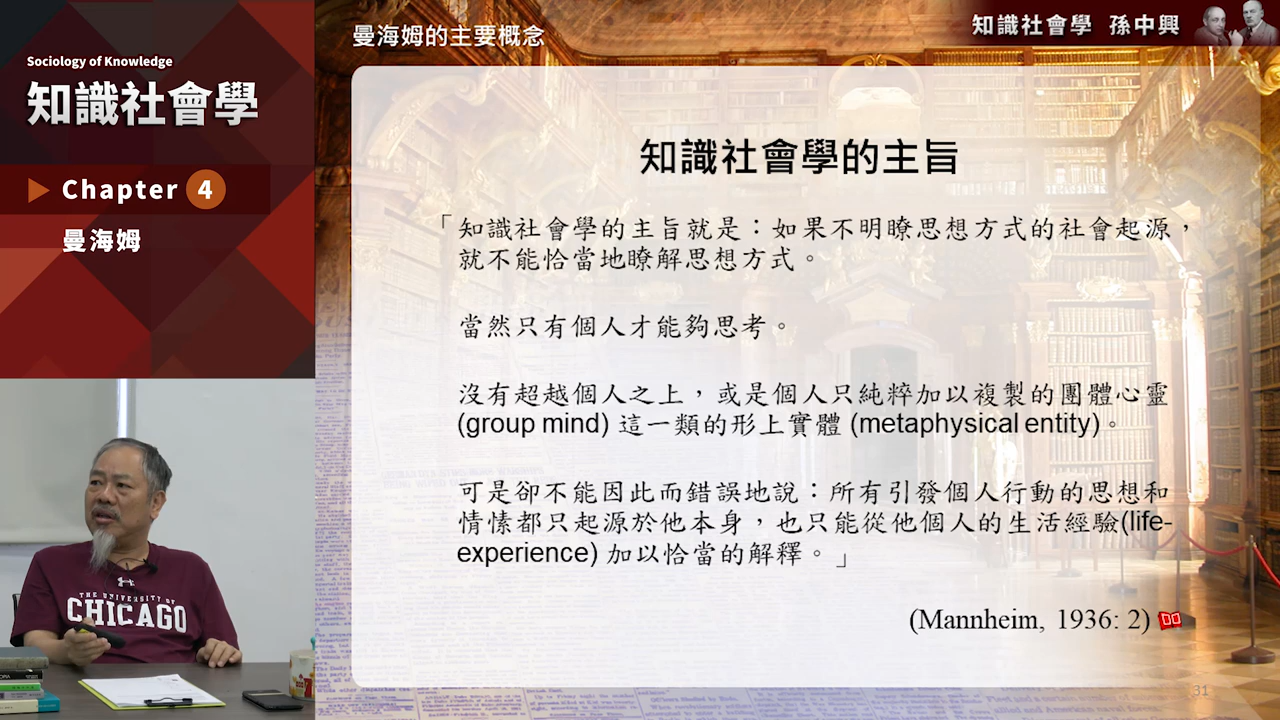 Sociology of Knowledge
知識社會學
Chapter 4
曼海姆
曼海姆的主要概念
知識社會學 孫中興
知識社會學的主旨
「知識社會學的主旨就是：如果不明瞭思想方式的社會起源，
就不能恰當地瞭解思想方式。
當然只有個人才能夠思考。
沒有超越個人之上，或是個人只純粹加以複製的團體心靈
(group mind) 這一類的形上實體 (metaphysical entity)。
可是卻不能因此而錯誤地說：所有引發個人行動的思想和
情愫都只起源於他本身，也只能從他個人的生活經驗(life-
experience) 加以恰當的解釋。」
(Mannheim, 1936: 2)
31
THE UNIVERSITY OF
CHICAGO